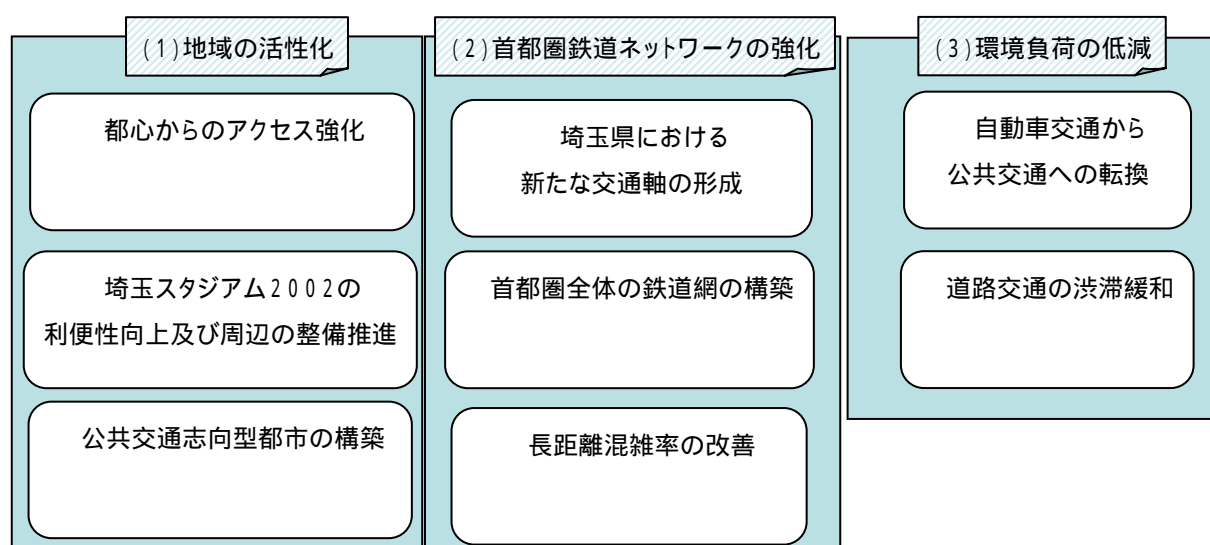 (1)地域の活性化
都心からのアクセス強化
埼玉スタジアム2002の
利便性向上及び周辺の整備推進
公共交通志向型都市の構築
(2)首都圏鉄道ネットワークの強化
埼玉県における
新たな交通軸の形成
首都圏全体の鉄道網の構築
長距離混雑率の改善
(3)環境負荷の低減
自動車交通から
公共交通への転換
道路交通の渋滞緩和